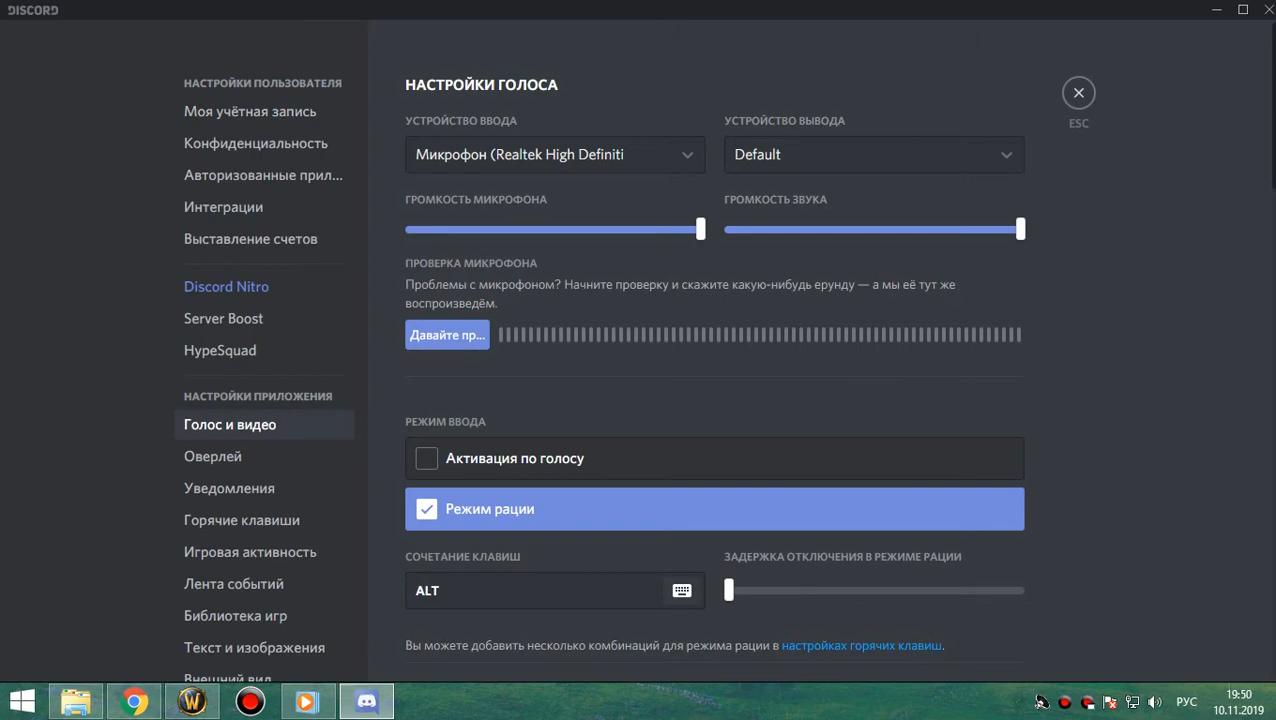 DISCORD
НАСТРОЙКИ ПОЛЬЗОВАТЕЛЯ
Моя учётная запись
Конфиденциальность
Авторизованные прил...
Интеграции
Выставление счетов
Discord Nitro
Server Boost
HypeSquad
НАСТРОЙКИ ПРИЛОЖЕНИЯ
Голос и видео
Оверлей
Уведомления
Горячие клавиши
Игровая активность
Лента событий
Библиотека игр
Текст и изображения
Внешний вид
НАСТРОЙКИ ГОЛОСА
УСТРОЙСТВО ВВОДА
УСТРОЙСТВО ВЫВОДА
Микрофон (Realtek High Definiti
Default
ГРОМКОСТЬ МИКРОФОНА
ГРОМКОСТЬ ЗВУКА
ПРОВЕРКА МИКРОФОНА
Проблемы с микрофоном? Начните проверку и скажите какую-нибудь ерунду — а мы её тут же
воспроизведём.
Давайте пр...
РЕЖИМ ВВОДА
Активация по голосу
Режим рации
СОЧЕТАНИЕ КЛАВИШ
ЗАДЕРЖКА ОТКЛЮЧЕНИЯ В РЕЖИМЕ РАЦИИ
ALT
Вы можете добавить несколько комбинаций для режима рации в настройках горячих клавиш.
ESC
РУС
19:50
10.11.2019